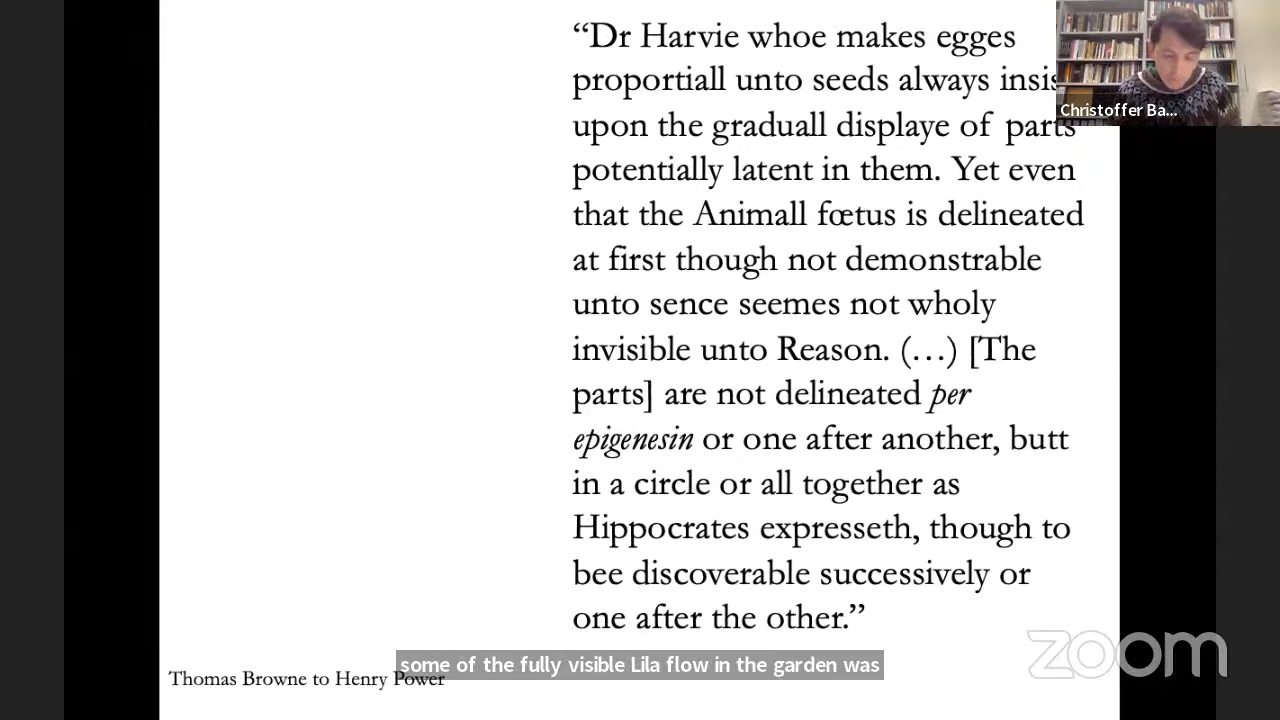 “Dr Harvie whoe makes egges
proportiall unto seeds always insis
upon the graduall displaye of parts
potentially latent in them. Yet even
that the Animall fœtus is delineated
at first though not demonstrable
unto sence seemes not wholy
invisible unto Reason. (…) [The
parts] are not delineated per
epigenesin or one after another, butt
in a circle or all together as
Hippocrates expresseth, though to
bee discoverable successively or
one after the other.”
Christoffer Ba...
some of the fully visible Lila flow in the garden was
Thomas Browne to Henry Power
zoom